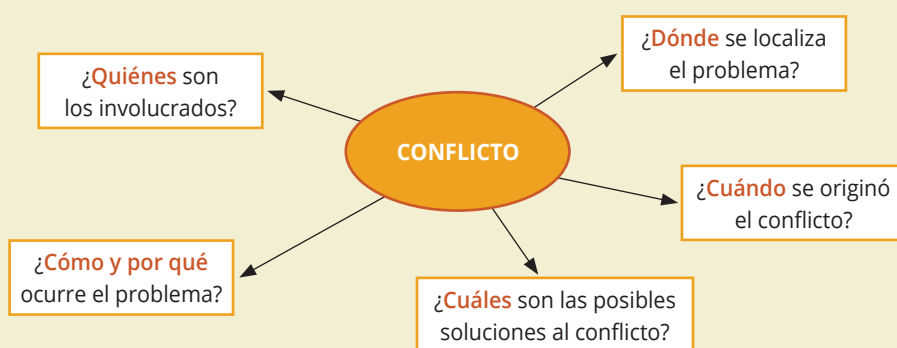 ¿Dónde se localiza
el problema?
¿Quiénes son
los involucrados?
CONFLICTO
¿Cuándo se originó
el conflicto?
¿Cómo y por qué
ocurre el problema?
¿Cuáles son las posibles
soluciones al conflicto?